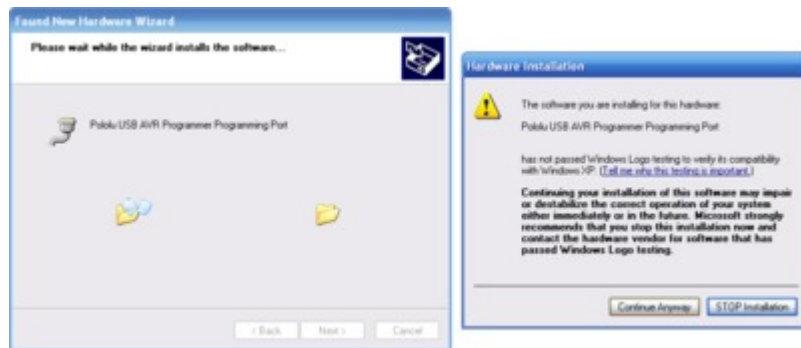 Found New Hardware Wizard
Please wait while the wizard installs the software...
Pololu USB AVR Programmer Programming Port
< Back
Next >
Cancel
Hardware Installation
The software you are installing for this hardware:
Pololu USB AVR Programmer Programming Port
has not passed Windows Logo testing to verify its compatibility
with Windows XP. (Tell me why this testing is important.)
Continuing your installation of this software may impair
or destabilize the correct operation of your system
either immediately or in the future. Microsoft strongly
recommends that you stop this installation now and
contact the hardware vendor for software that has
passed Windows Logo testing.
Continue Anyway
STOP Installation